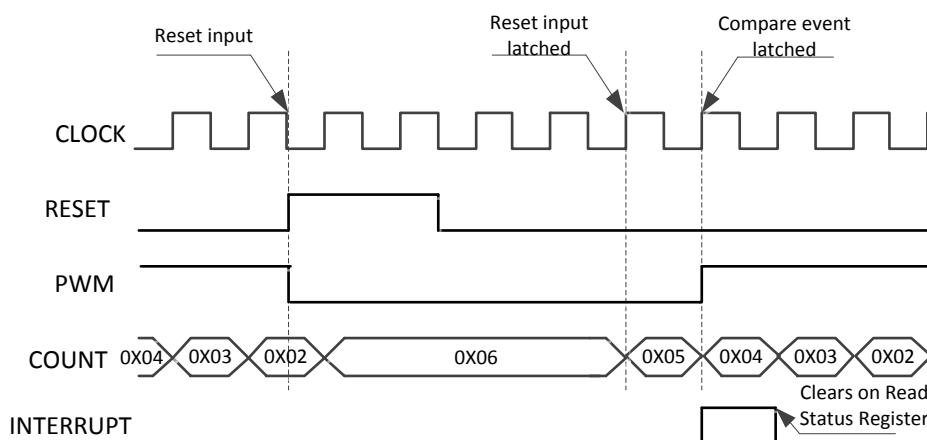 Reset input
Reset input
latched
Compare event
latched
CLOCK
RESET
PWM
COUNT 0X04 0X03 0X02 0X06 0X05 0X04 0X03 0X02
Clears on Read
Status Register
INTERRUPT